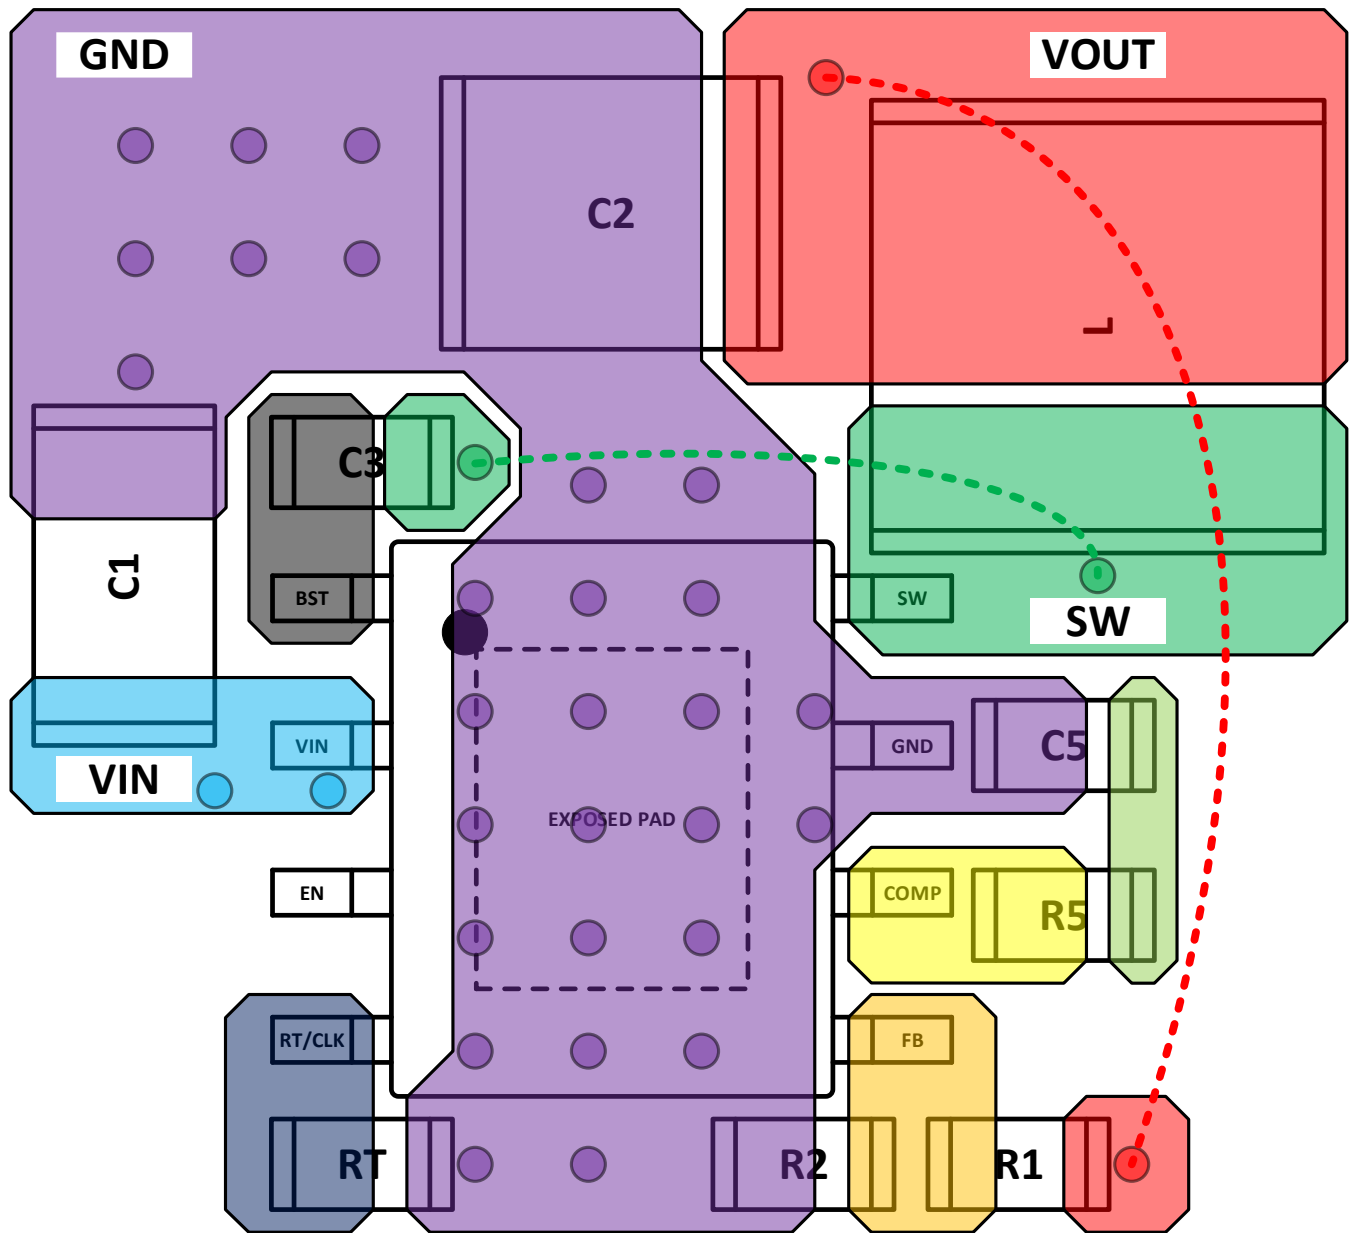 GND
VOUT
C2
L
C3
C1
BST
SW
SW
VIN
GND
C5
VIN
EXPOSED PAD
EN
COMP
R5
RT/CLK
FB
RT
R2
R1